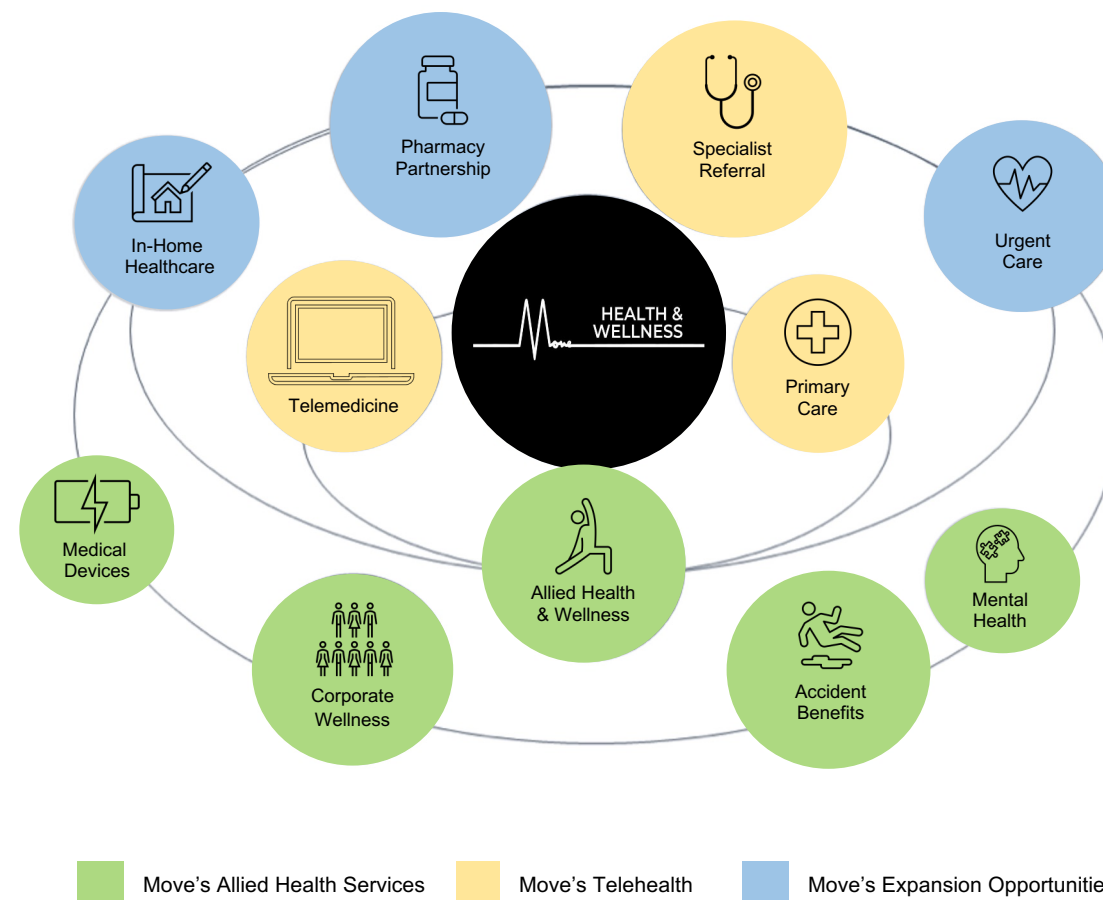 Pharmacy
Partnership
Specialist
Referral
In-Home
Healthcare
Urgent
Care
HEALTH &
WELLNESS
Move
Telemedicine
Primary
Care
Medical
Devices
Allied Health
& Wellness
Mental
Health
Corporate
Wellness
Accident
Benefits
Move’s Allied Health Services
Move’s Telehealth
Move’s Expansion Opportunitie